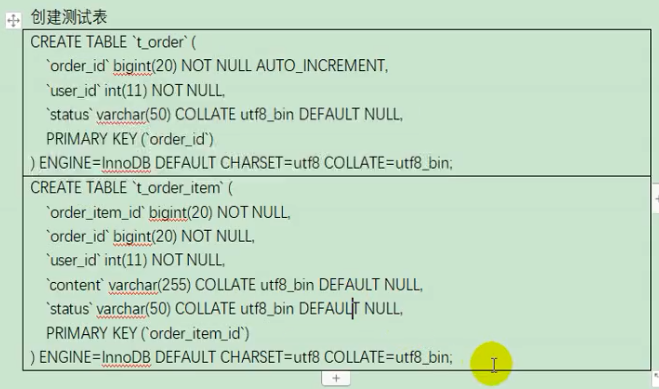 创建测试表
CREATE TABLE `t_order` (
`order_id` bigint(20) NOT NULL AUTO_INCREMENT,
`user_id` int(11) NOT NULL,
`status` varchar(50) COLLATE utf8_bin DEFAULT NULL,
PRIMARY KEY (`order_id`)
) ENGINE=InnoDB DEFAULT CHARSET=utf8 COLLATE=utf8_bin;
CREATE TABLE `t_order_item` (
`order_item_id` bigint(20) NOT NULL,
`order_id` bigint(20) NOT NULL,
`user_id` int(11) NOT NULL,
`content` varchar(255) COLLATE utf8_bin DEFAULT NULL,
`status` varchar(50) COLLATE utf8_bin DEFAULT NULL,
PRIMARY KEY (`order_item_id`)
) ENGINE=InnoDB DEFAULT CHARSET=utf8 COLLATE=utf8_bin;